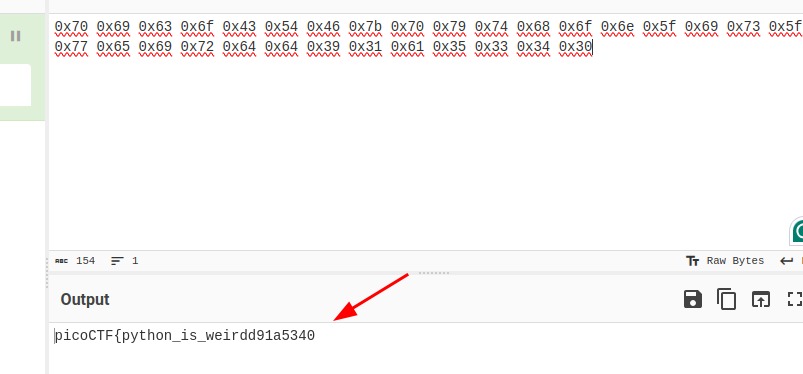 0x70 0x69 0x63 0x6f 0x43 0x54 0x46 0x7b 0x70 0x79 0x74 0x68 0x6f 0x6e 0x5f 0x69 0x73 0x5f
0x77 0x65 0x69 0x72 0x64 0x64 0x39 0x31 0x61 0x35 0x33 0x34 0x30
ABC 154 1 Tт Raw Bytes
Output
picoCTF{python_is_weirdd91a5340